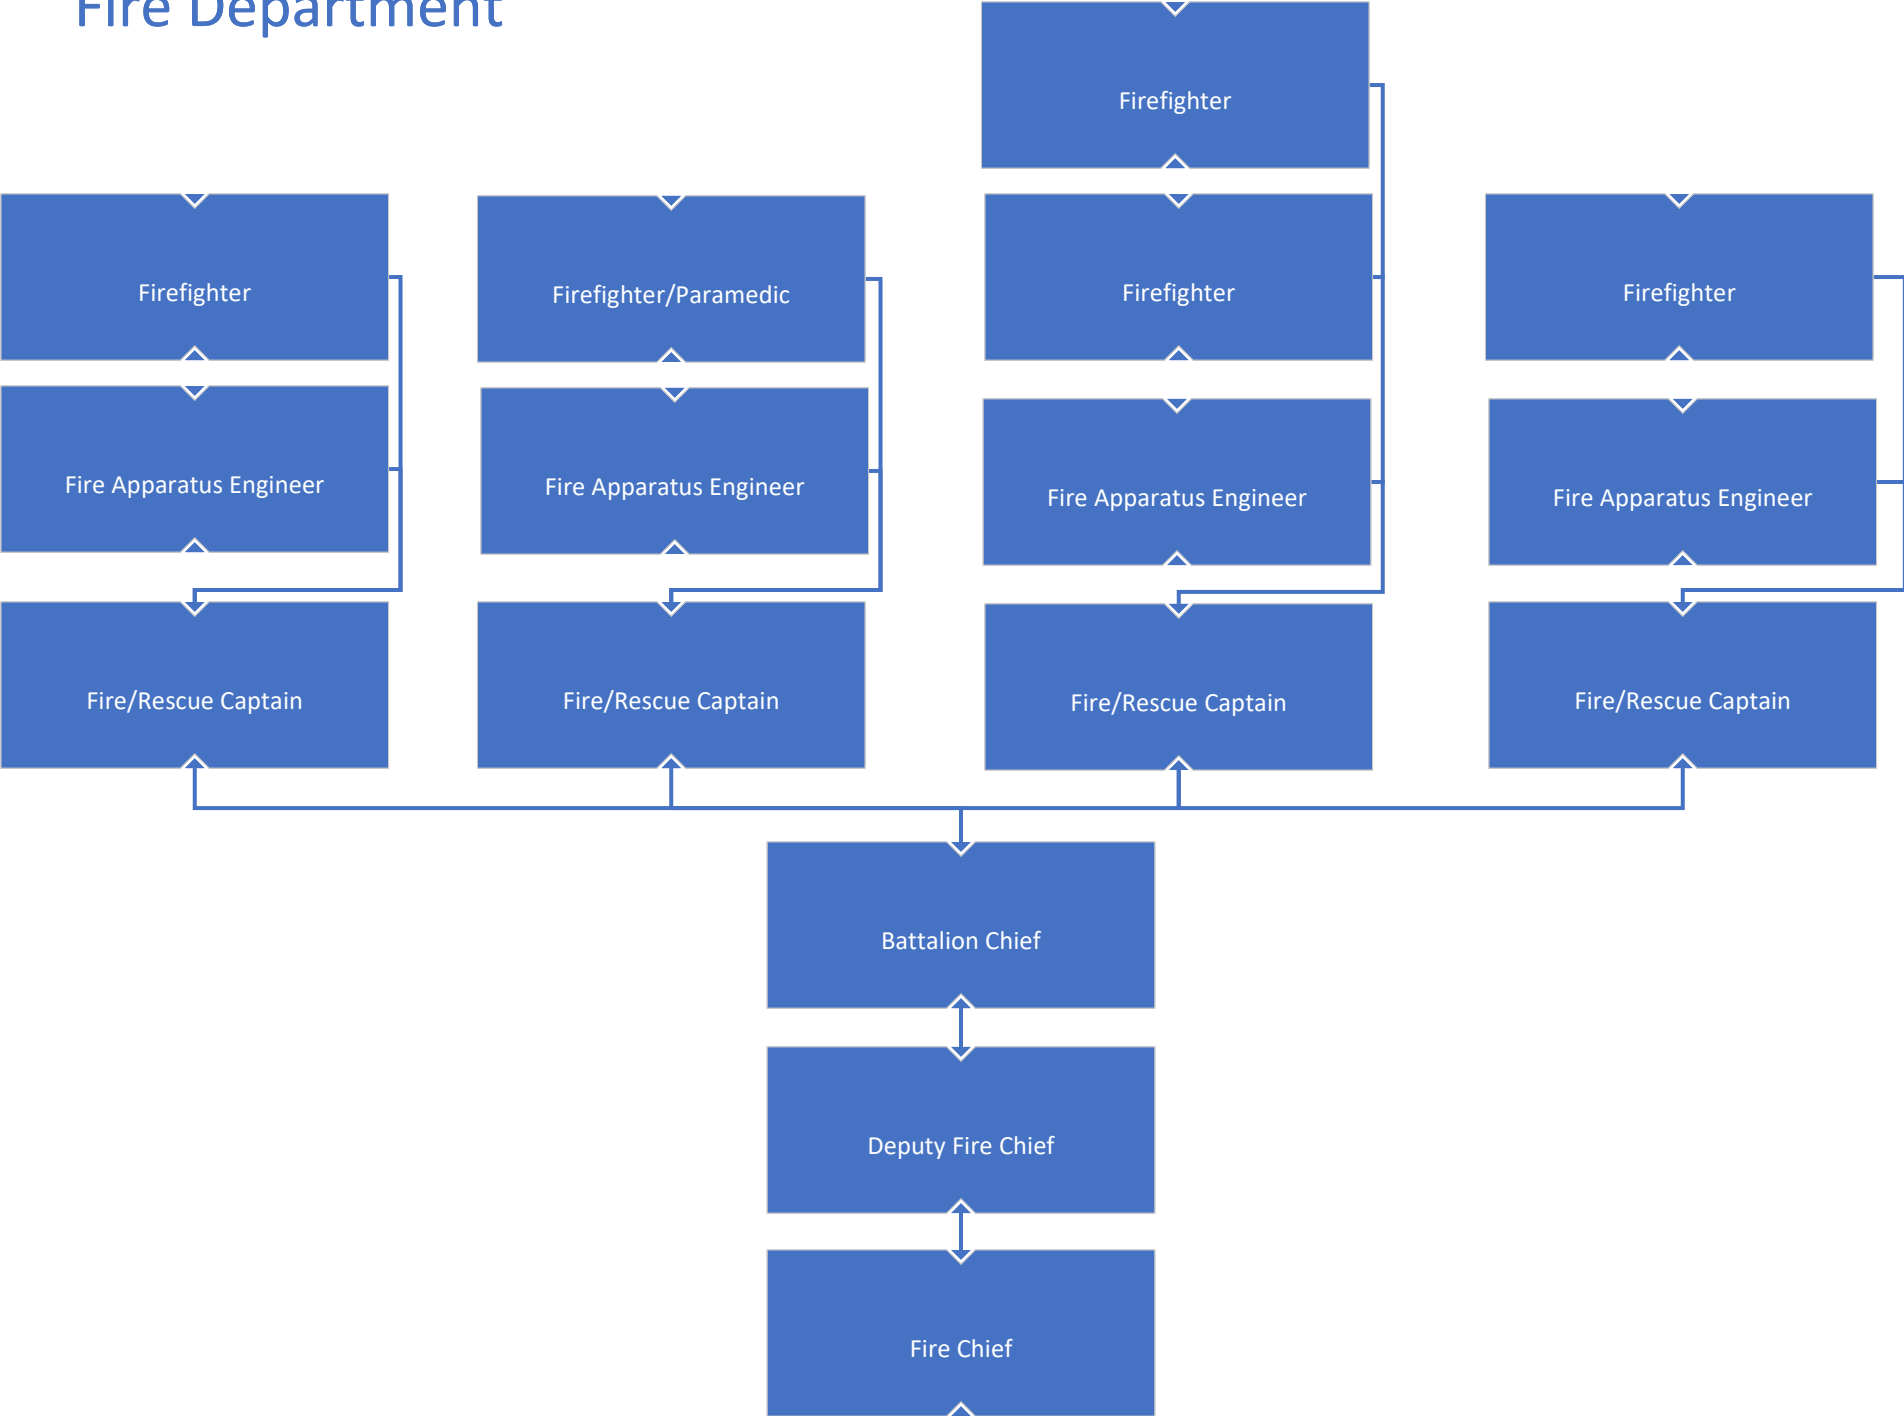 Fire Department
Firefighter
Firefighter
Firefighter/Paramedic
Firefighter
Firefighter
Fire Apparatus Engineer
Fire Apparatus Engineer
Fire Apparatus Engineer
Fire Apparatus Engineer
Fire/Rescue Captain
Fire/Rescue Captain
Fire/Rescue Captain
Fire/Rescue Captain
Battalion Chief
Deputy Fire Chief
Fire Chief